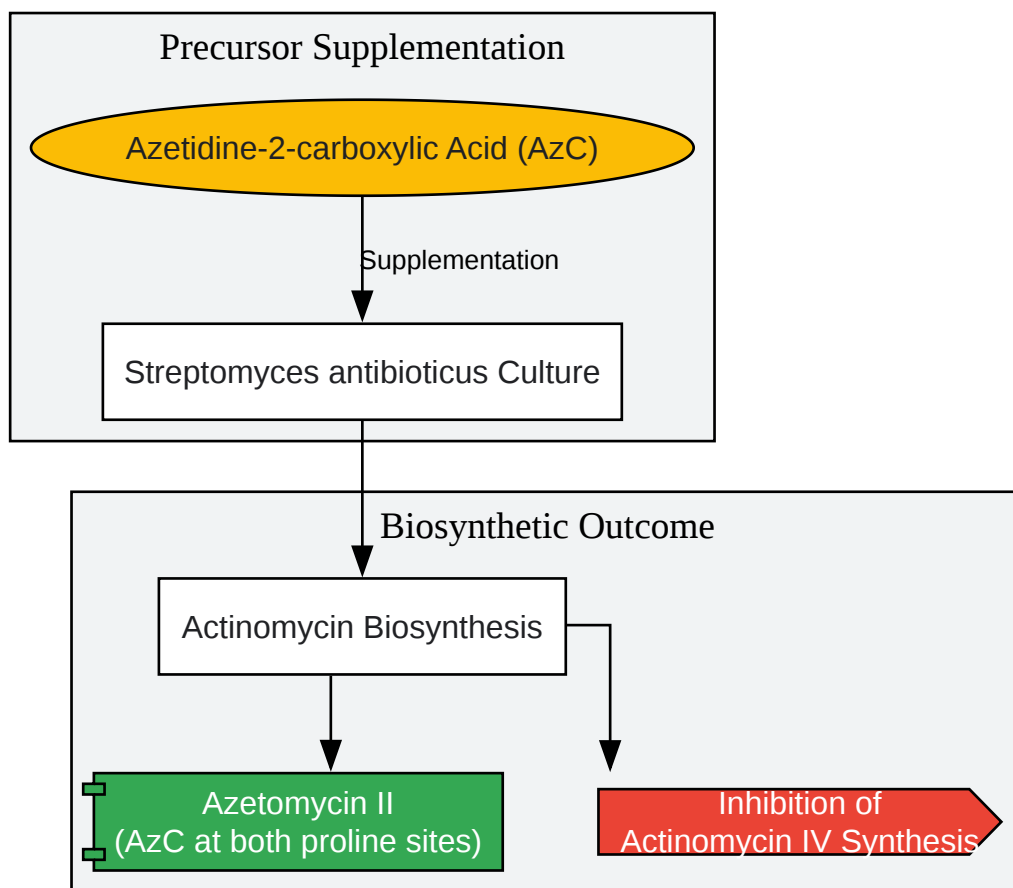 Precursor Supplementation
Azetidine-2-carboxylic Acid (AzC)
Supplementation
Streptomyces antibioticus Culture
Biosynthetic Outcome
Actinomycin Biosynthesis
Azetomycin II
(AzC at both proline sites)
Inhibition of
Actinomycin IV Synthesis